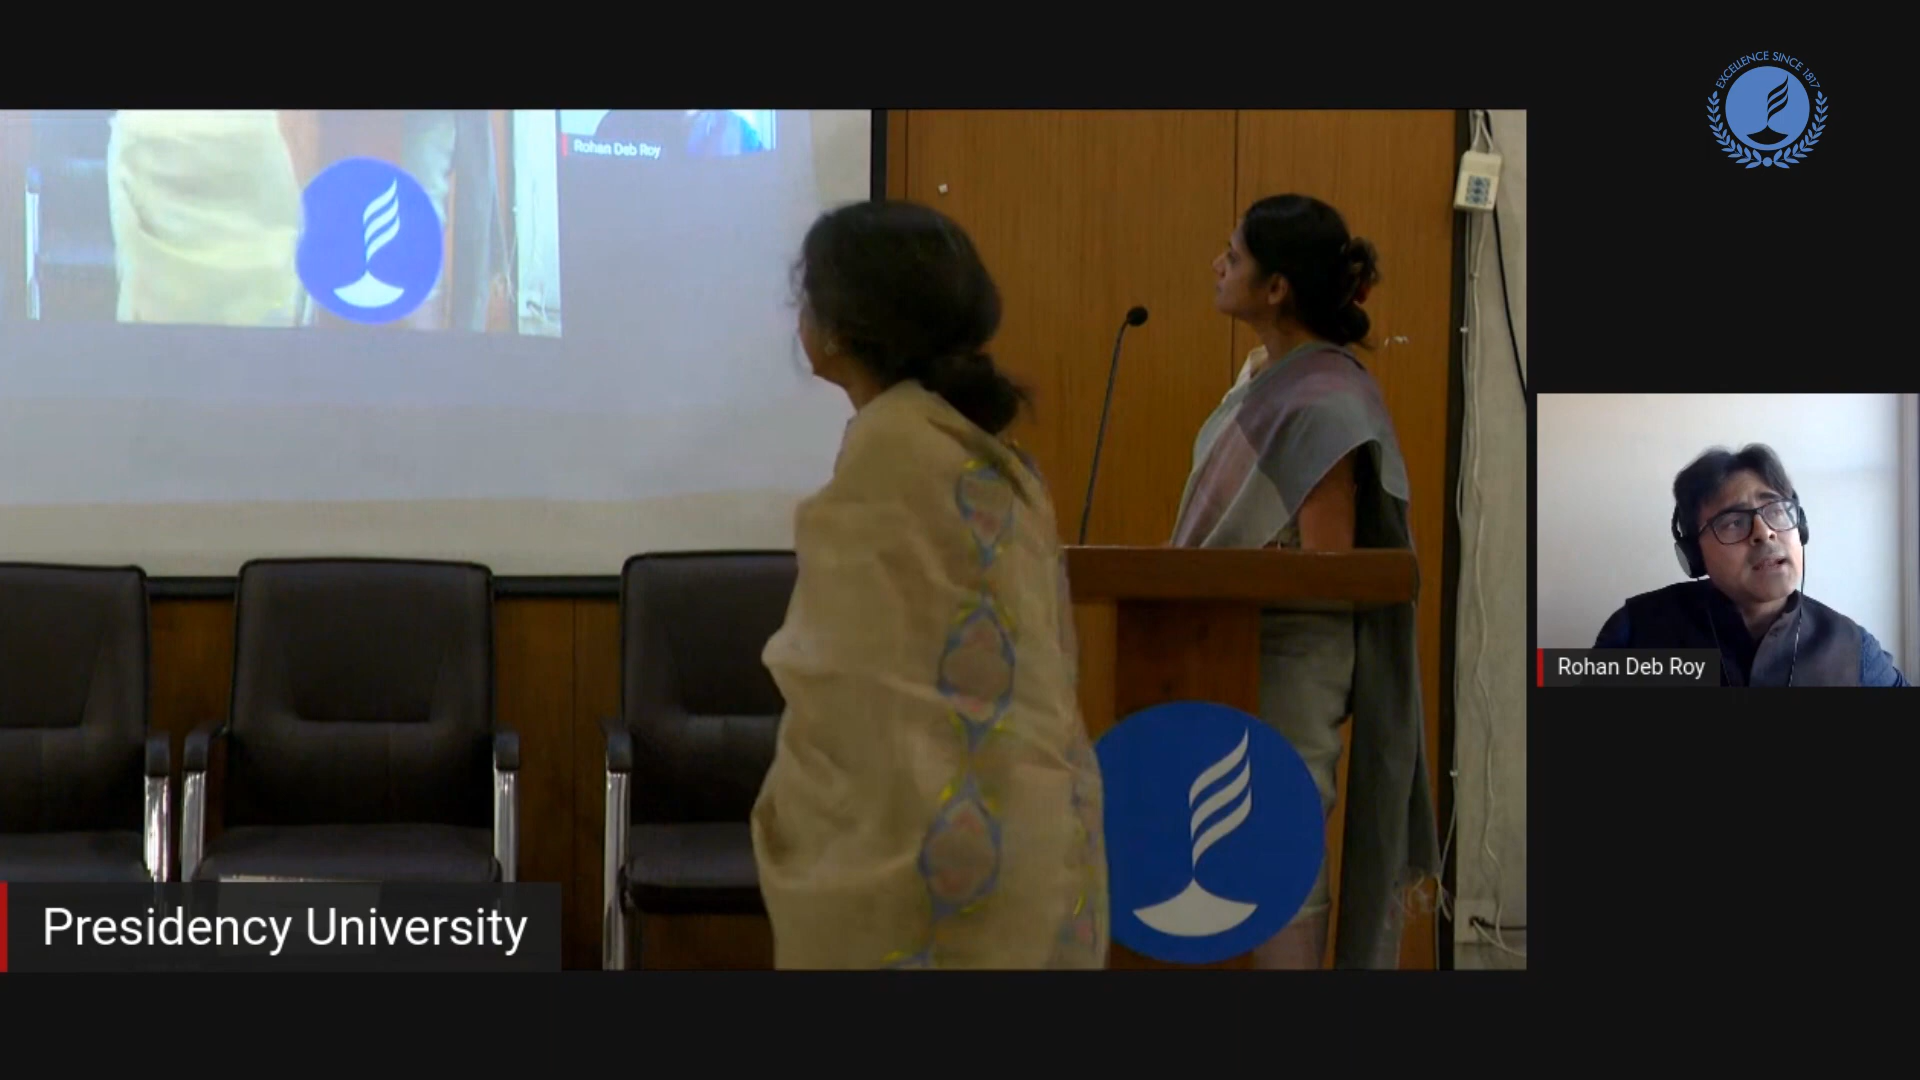 EXCELLENCE SINCE 1817
Rohan Deb Roy
Rohan Deb Roy
Presidency University